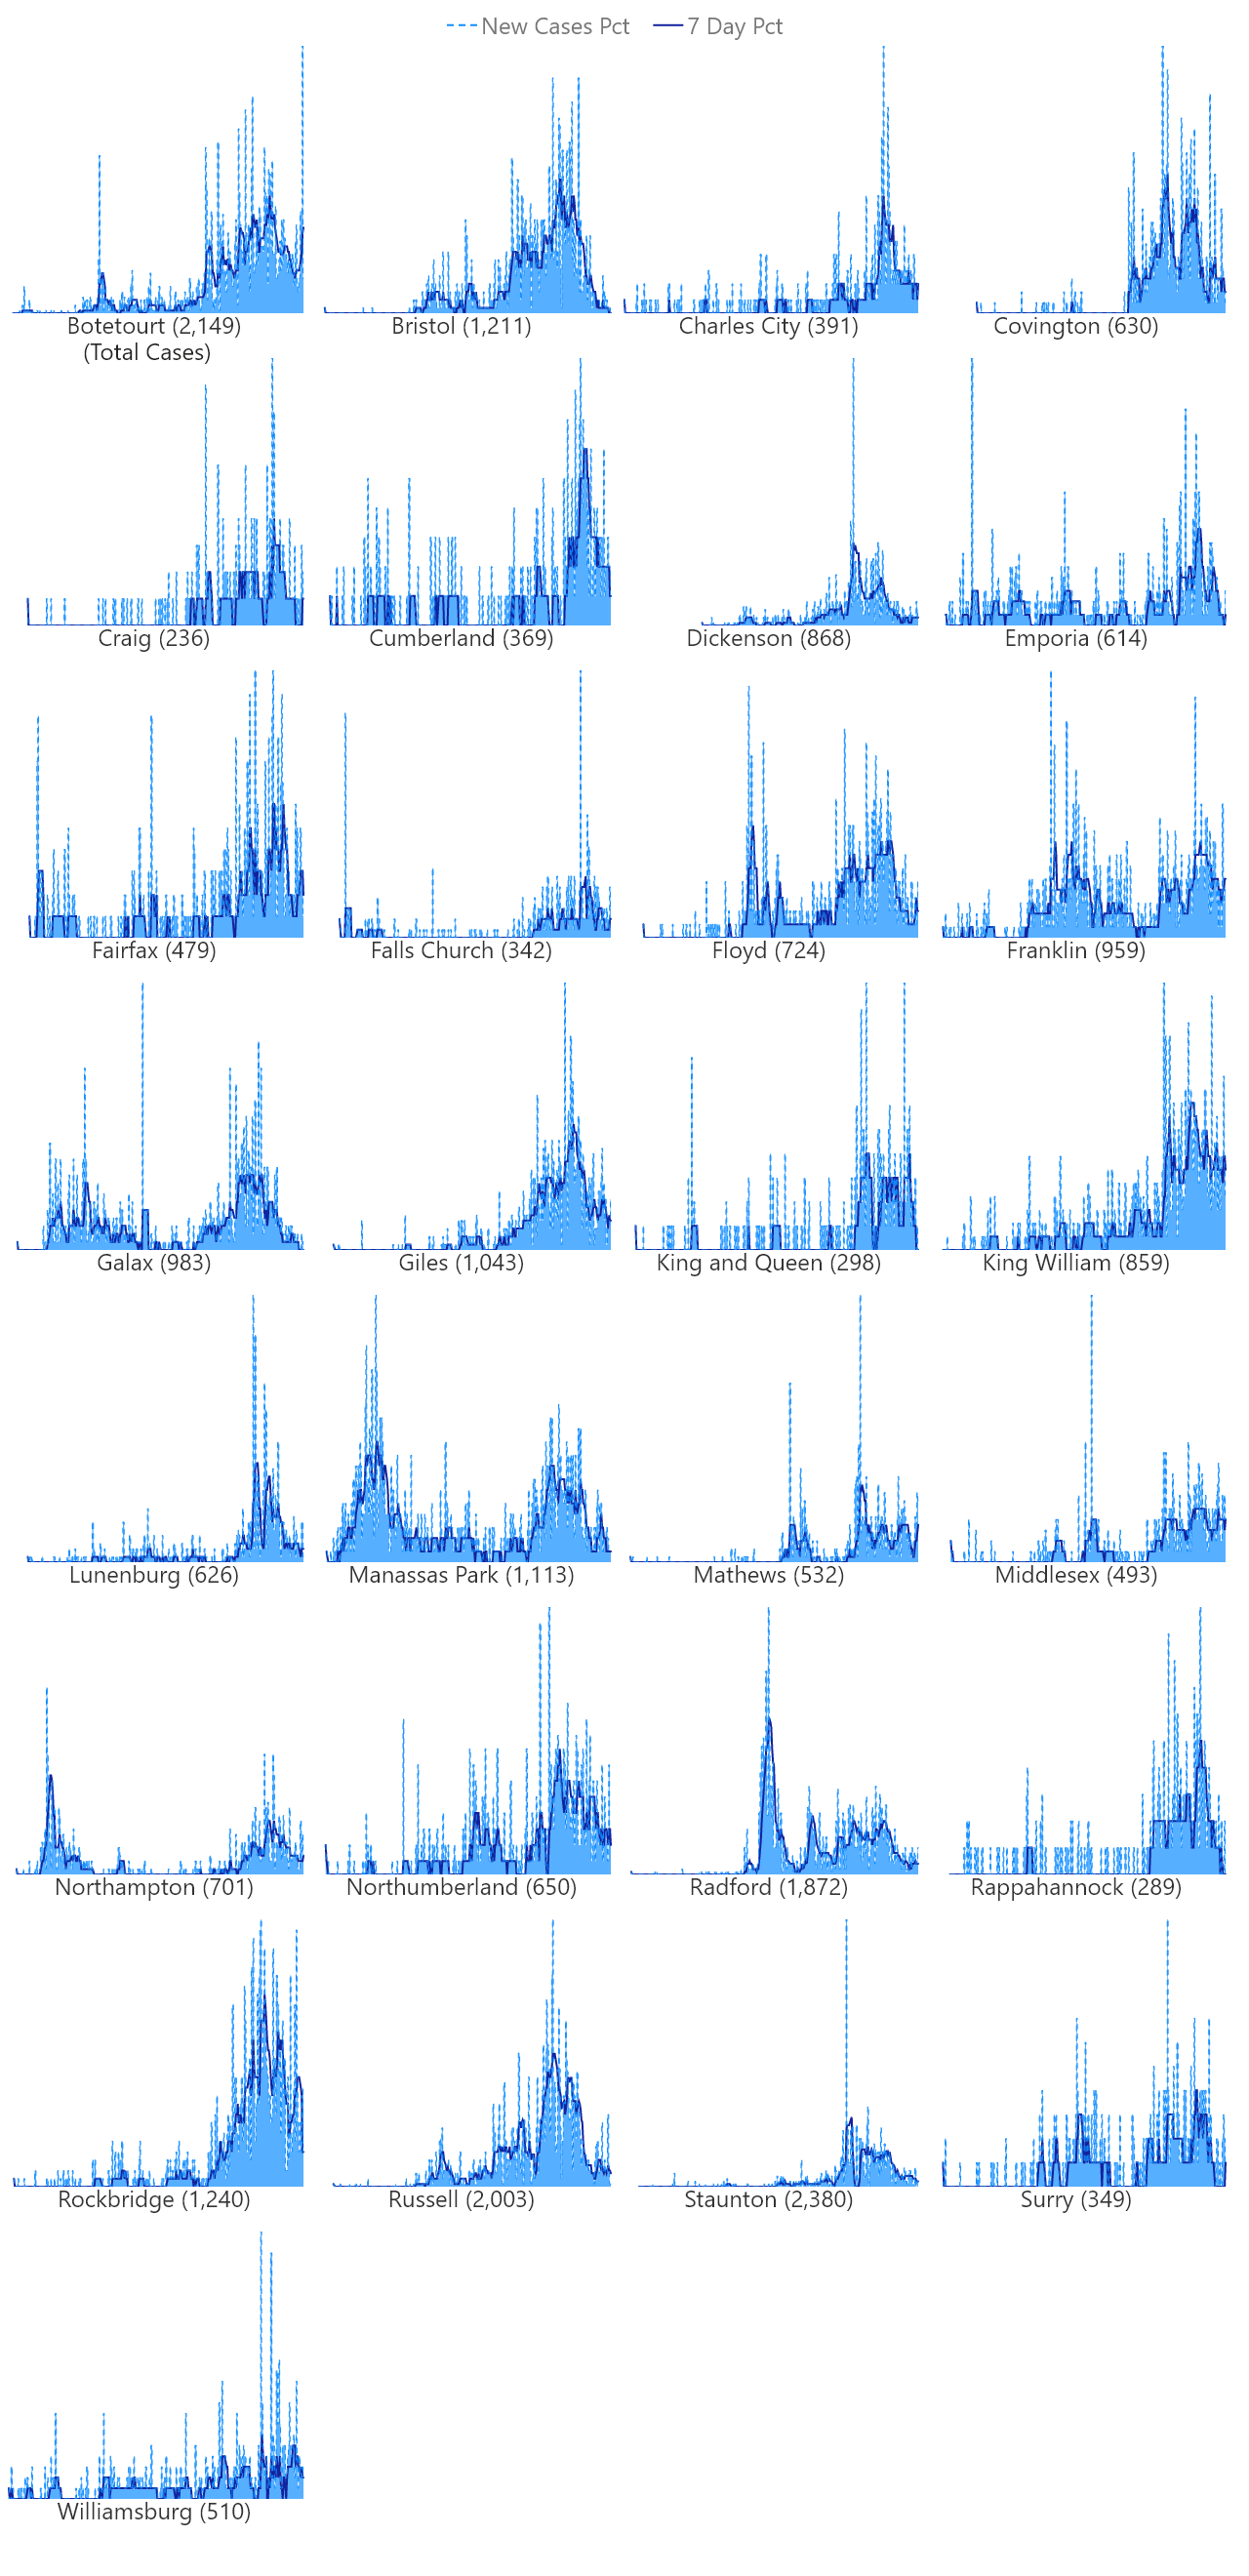 New Cases Pct 7 Day Pct
Botetourt (2,149) Bristol (1,211) Charles City (391) Covington (630)
(Total Cases)
Craig (236) Cumberland (369) Dickenson (868) Emporia (614)
Fairfax (479) Falls Church (342) Floyd (724) Franklin (959)
Galax (983) Giles (1,043) King and Queen (298) King William (859)
Lunenburg (626) Manassas Park (1,113) Mathews (532) Middlesex (493)
Northampton (701) Northumberland (650) Radford (1,872) Rappahannock (289)
Rockbridge (1,240) Russell (2,003) Staunton (2,380) Surry (349)
Williamsburg (510)